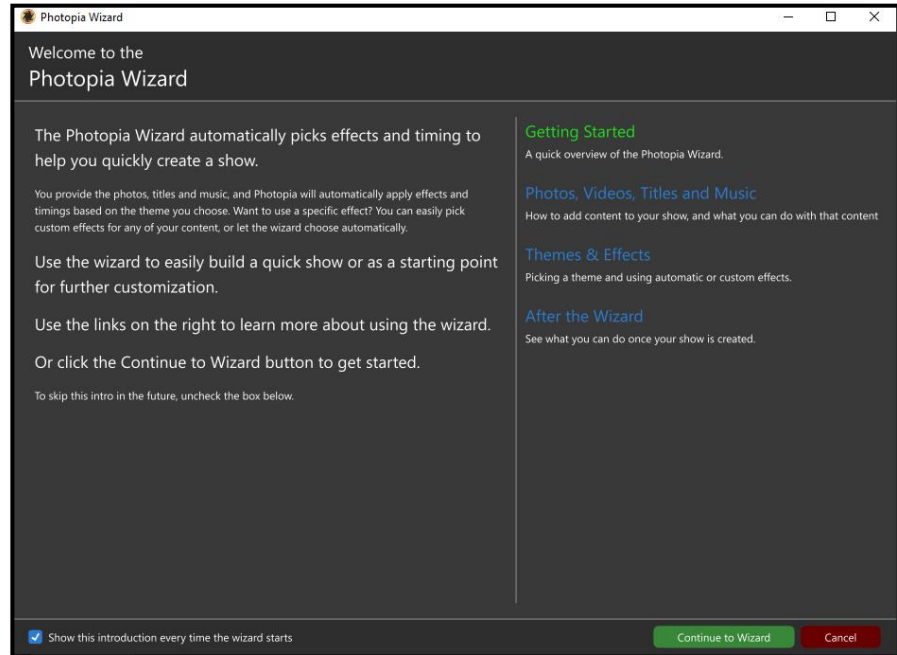 Photopia Wizard
Welcome to the
Photopia Wizard
The Photopia Wizard automatically picks effects and timing to
help you quickly create a show.
You provide the photos, titles and music, and Photopia will automatically apply effects and
timings based on the theme you choose. Want to use a specific effect? You can easily pick
custom effects for any of your content, or let the wizard choose automatically.
Use the wizard to easily build a quick show or as a starting point
for further customization.
Use the links on the right to learn more about using the wizard.
Or click the Continue to Wizard button to get started.
To skip this intro in the future, uncheck the box below.
Getting Started
A quick overview of the Photopia Wizard.
Photos, Videos, Titles and Music
How to add content to your show, and what you can do with that content
Themes & Effects
Picking a theme and using automatic or custom effects.
After the Wizard
See what you can do once your show is created.
Show this introduction every time the wizard starts
Continue to Wizard
Cancel